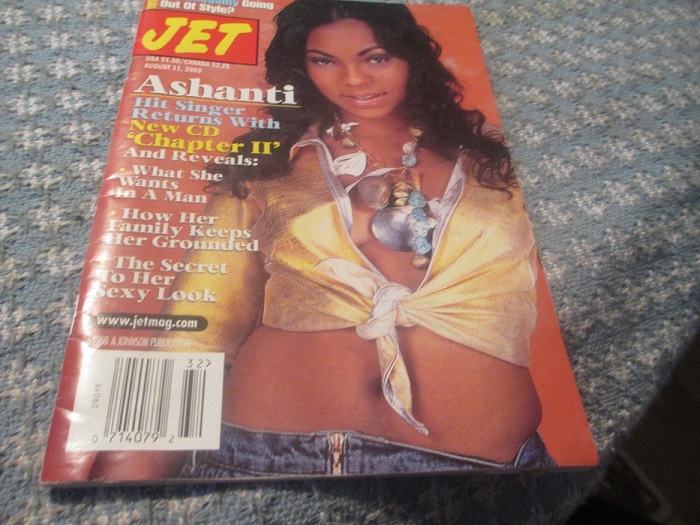 Going
Out Of Style?
JET
USA $1.50/CANADA $2.25
AUGUST 11, 2003
Ashanti
Hit Singer
Returns With
New CD
'Chapter II'
And Reveals:
• What She
Wants
In A Man
• How Her
Family Keeps
Her Grounded
• The Secret
To Her
Sexy Look
www.jetmag.com
A JOHNSON PUBLICATION
32>
0 714079 2